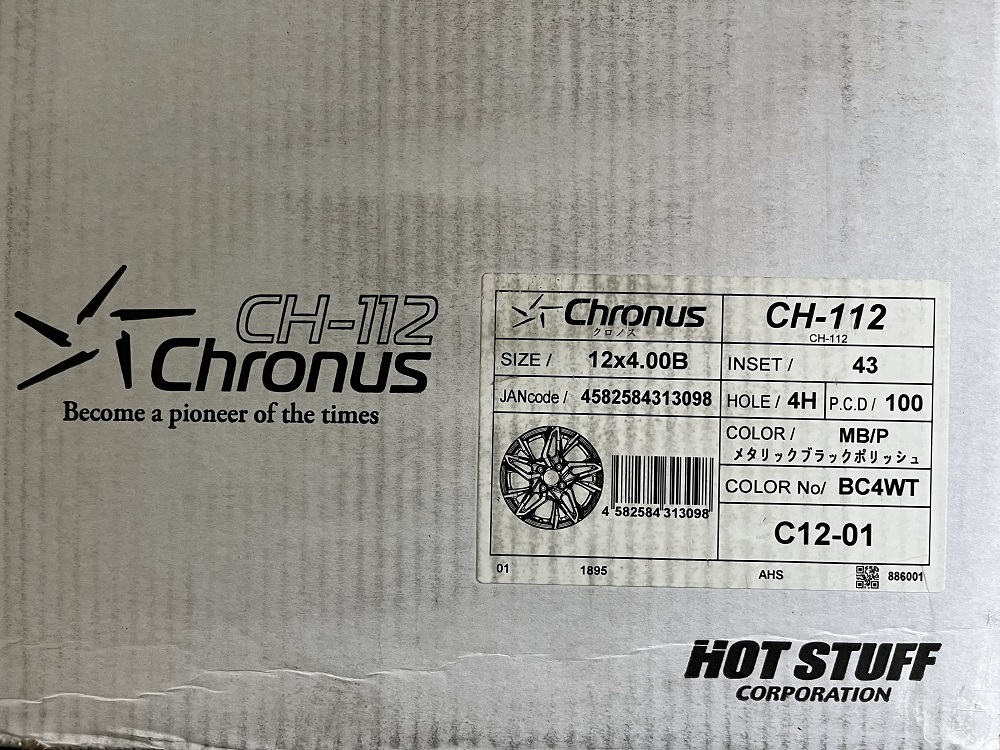 CH-112
Chronus
Become a pioneer of the times
Chronus
クロノス
CH-112
CH-112
SIZE / 12x4.00B
INSET / 43
JANcode / 4582584313098
HOLE / 4H P.C.D / 100
COLOR / MB/P
メタリックブラックポリッシュ
4 582584 313098
COLOR No/ BC4WT
C12-01
01 1895 AHS 886001
HOT STUFF
CORPORATION